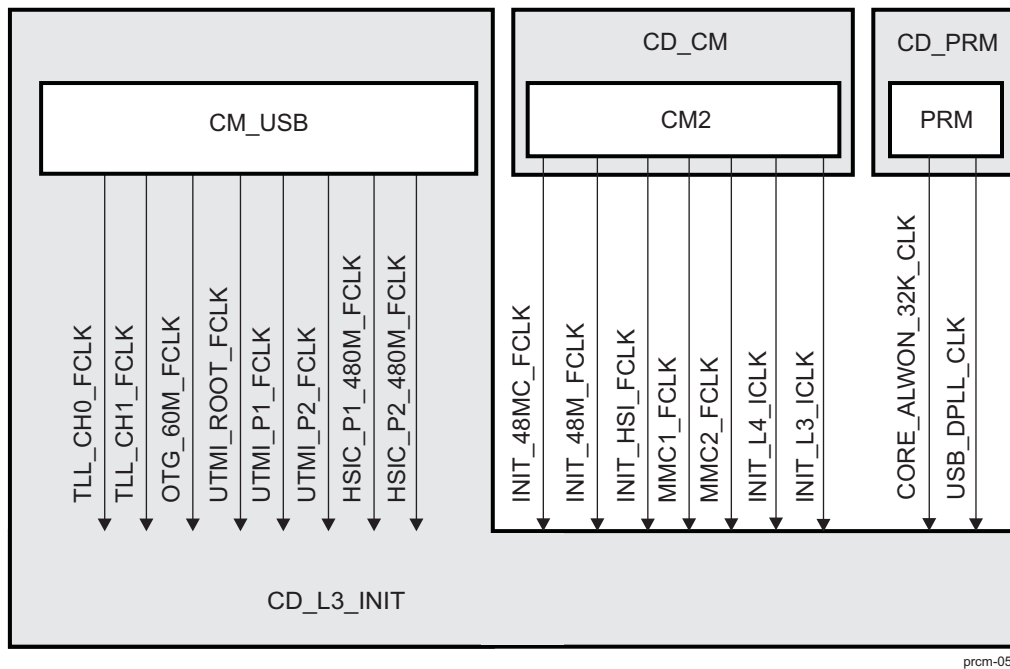 CD_CM
CD_PRM
CM_USB
CM2
PRM
TLL_CH0_FCLK
TLL_CH1_FCLK
OTG_60M_FCLK
UTMI_ROOT_FCLK
UTMI_P1_FCLK
UTMI_P2_FCLK
HSIC_P1_480M_FCLK
HSIC_P2_480M_FCLK
INIT_48MC_FCLK
INIT_48M_FCLK
INIT_HSI_FCLK
MMC1_FCLK
MMC2_FCLK
INIT_L4_ICLK
INIT_L3_ICLK
CORE_ALWON_32K_CLK
USB_DPLL_CLK
CD_L3_INIT
prcm-05